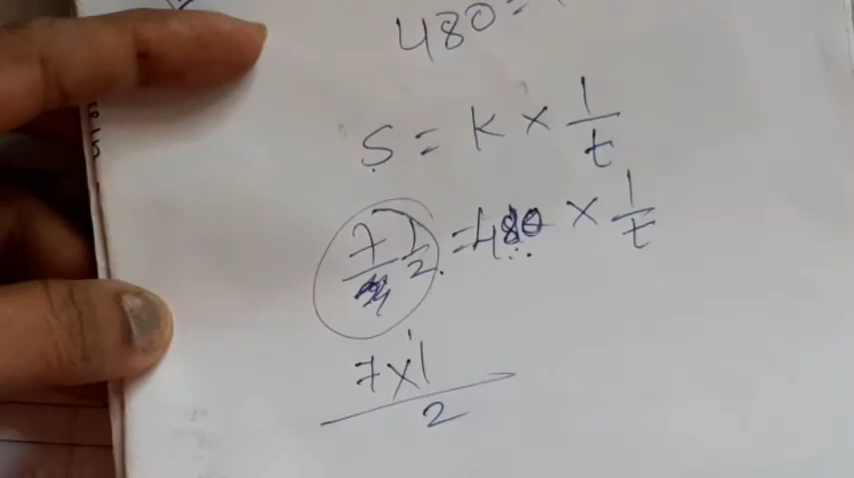 480 =
S = K × 1/t
7 1/2 = 480 × 1/t
7 × 1 / 2